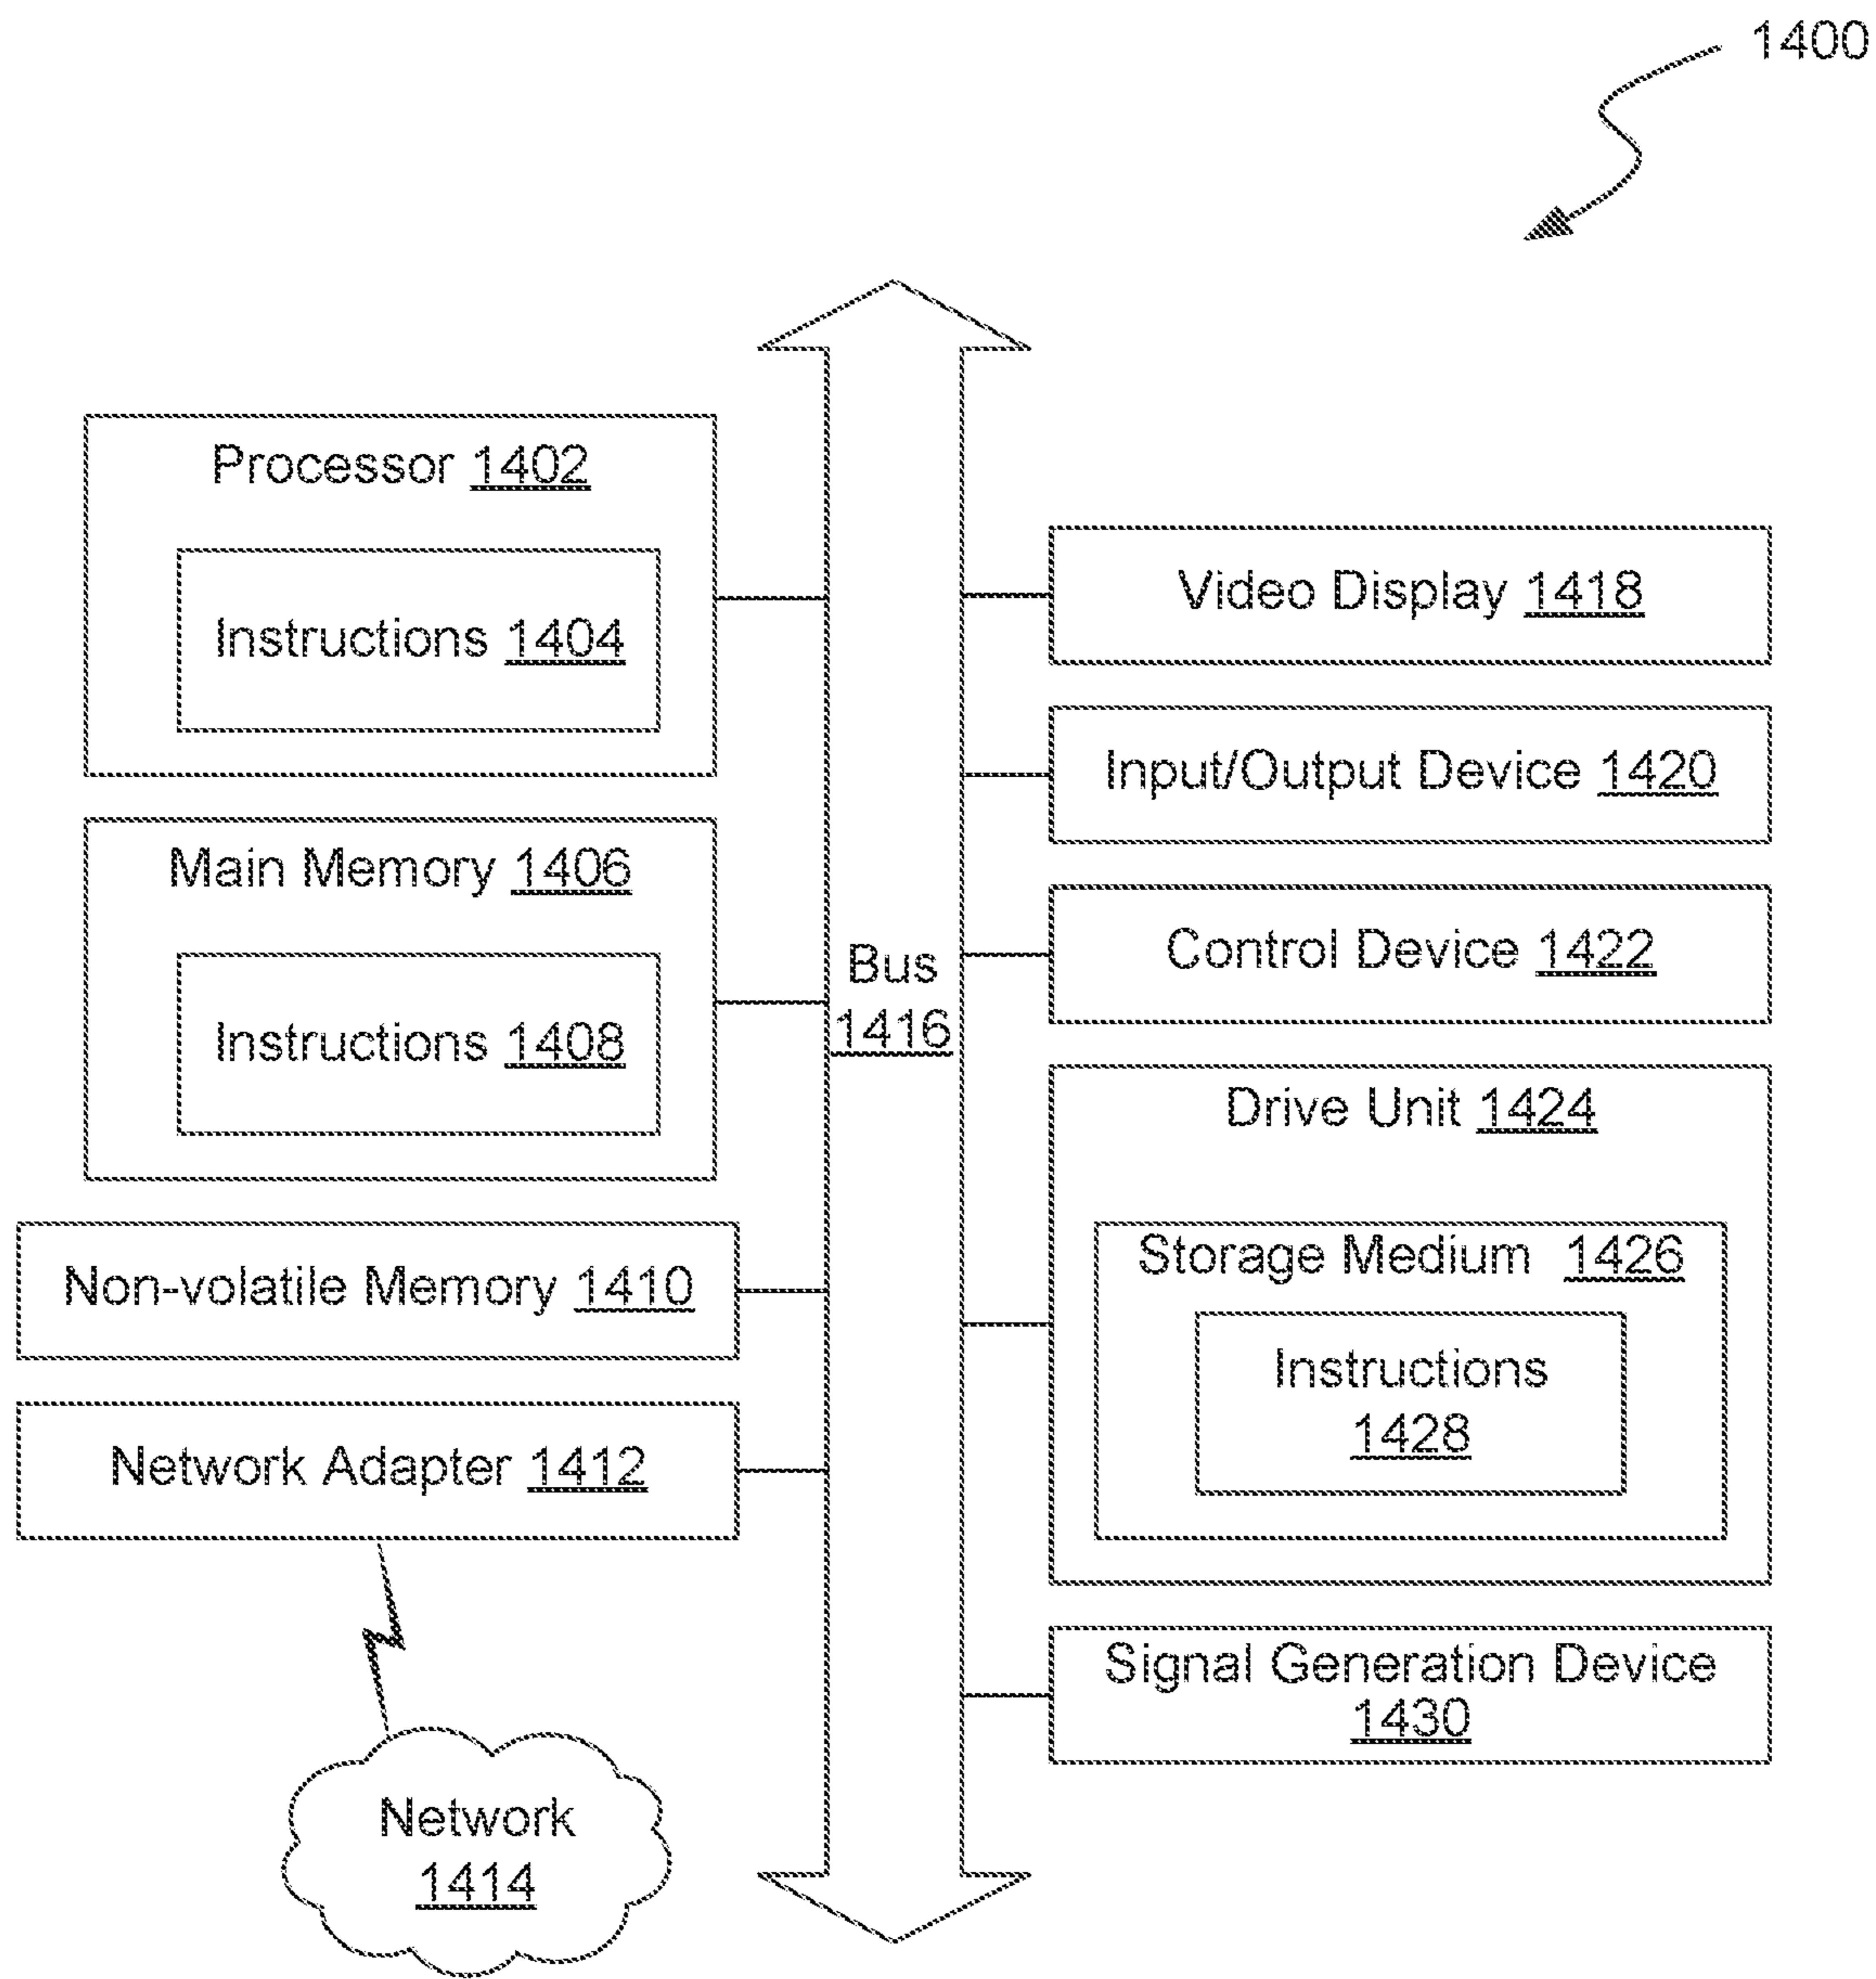 1400
Processor 1402
Instructions 1404
Main Memory 1406
Instructions 1408
Non-volatile Memory 1410
Network Adapter 1412
Network
1414
Bus
1416
Video Display 1418
Input/Output Device 1420
Control Device 1422
Drive Unit 1424
Storage Medium 1426
Instructions
1428
Signal Generation Device
1430